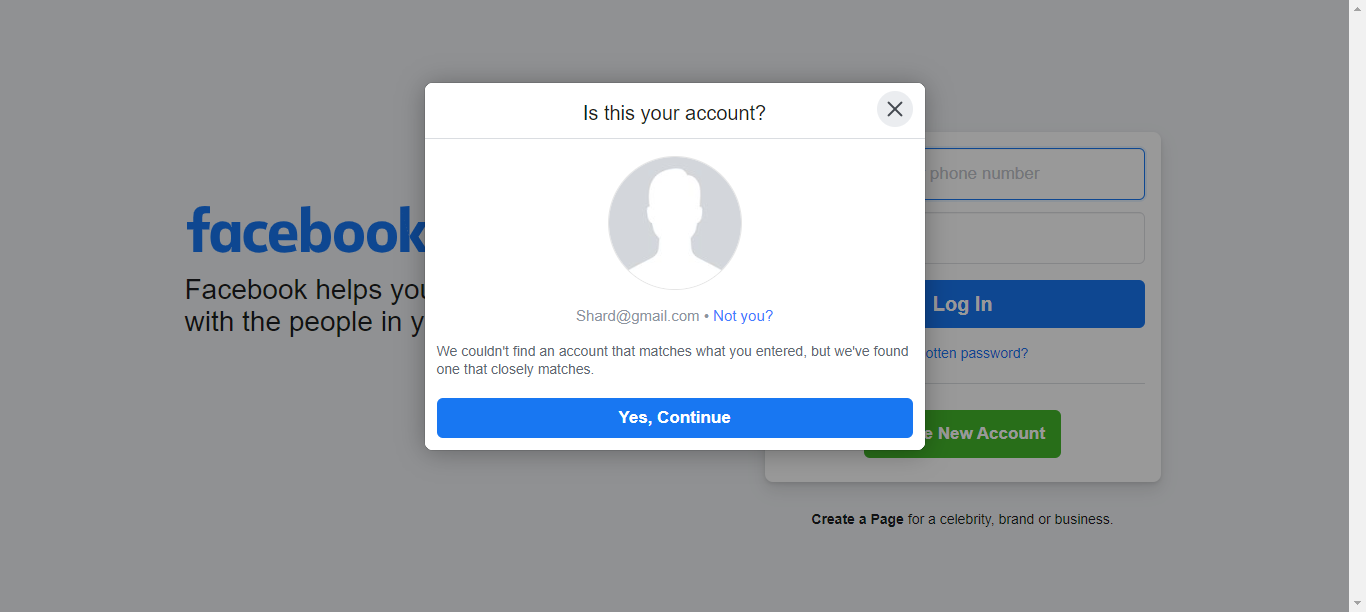 Is this your account?
facebook
Facebook helps you
with the people in y
Shard@gmail.com • Not you?
We couldn't find an account that matches what you entered, but we've found
one that closely matches.
Yes, Continue
phone number
Log In
otten password?
e New Account
Create a Page for a celebrity, brand or business.